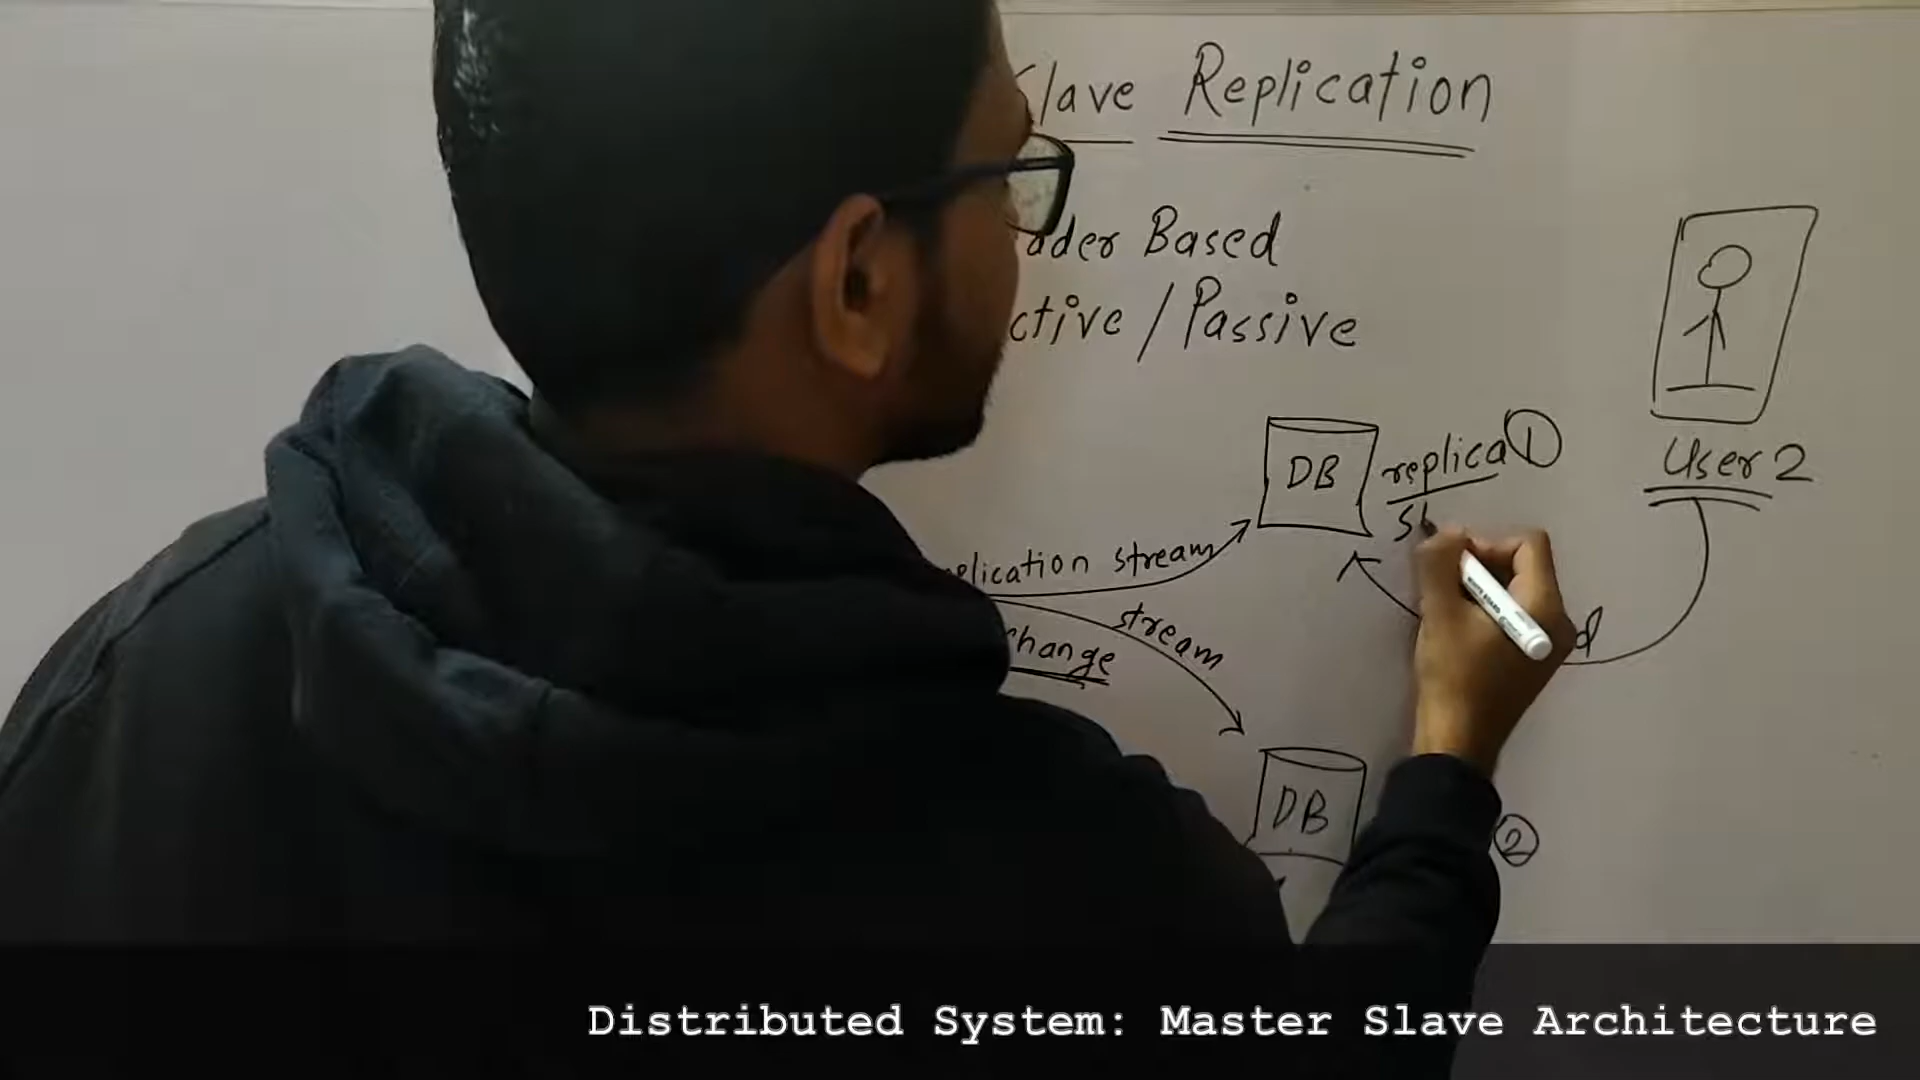 Slave Replication
ader Based
ctive / Passive
DB replica 1
User 2
plication stream
stream
change
DB
2
Distributed System: Master Slave Architecture